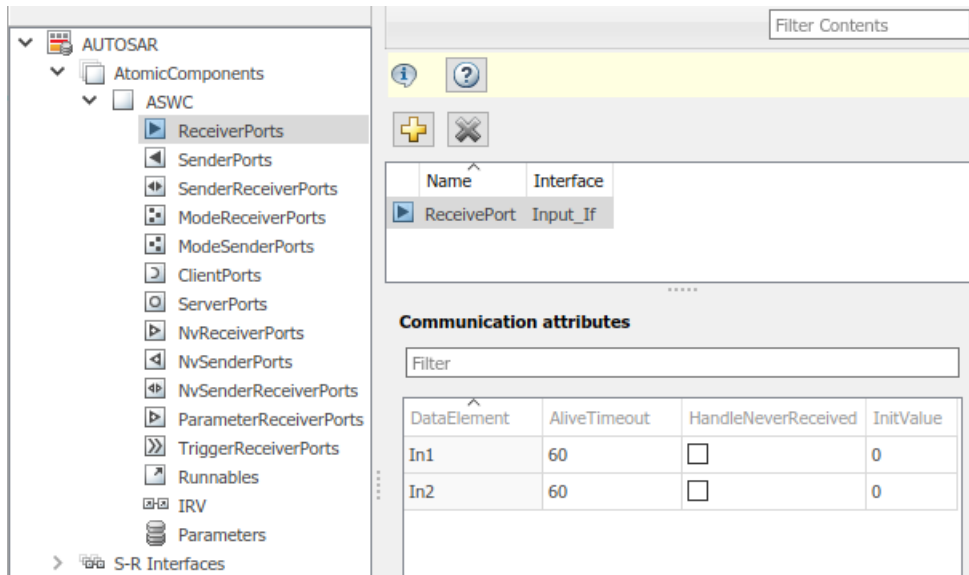 AUTOSAR
AtomicComponents
ASWC
ReceiverPorts
SenderPorts
SenderReceiverPorts
ModeReceiverPorts
ModeSenderPorts
ClientPorts
ServerPorts
NvReceiverPorts
NvSenderPorts
NvSenderReceiverPorts
ParameterReceiverPorts
TriggerReceiverPorts
Runnables
IRV
Parameters
S-R Interfaces
Filter Contents
Name Interface
ReceivePort Input_If
Communication attributes
Filter
DataElement AliveTimeout HandleNeverReceived InitValue
In1 60 0
In2 60 0